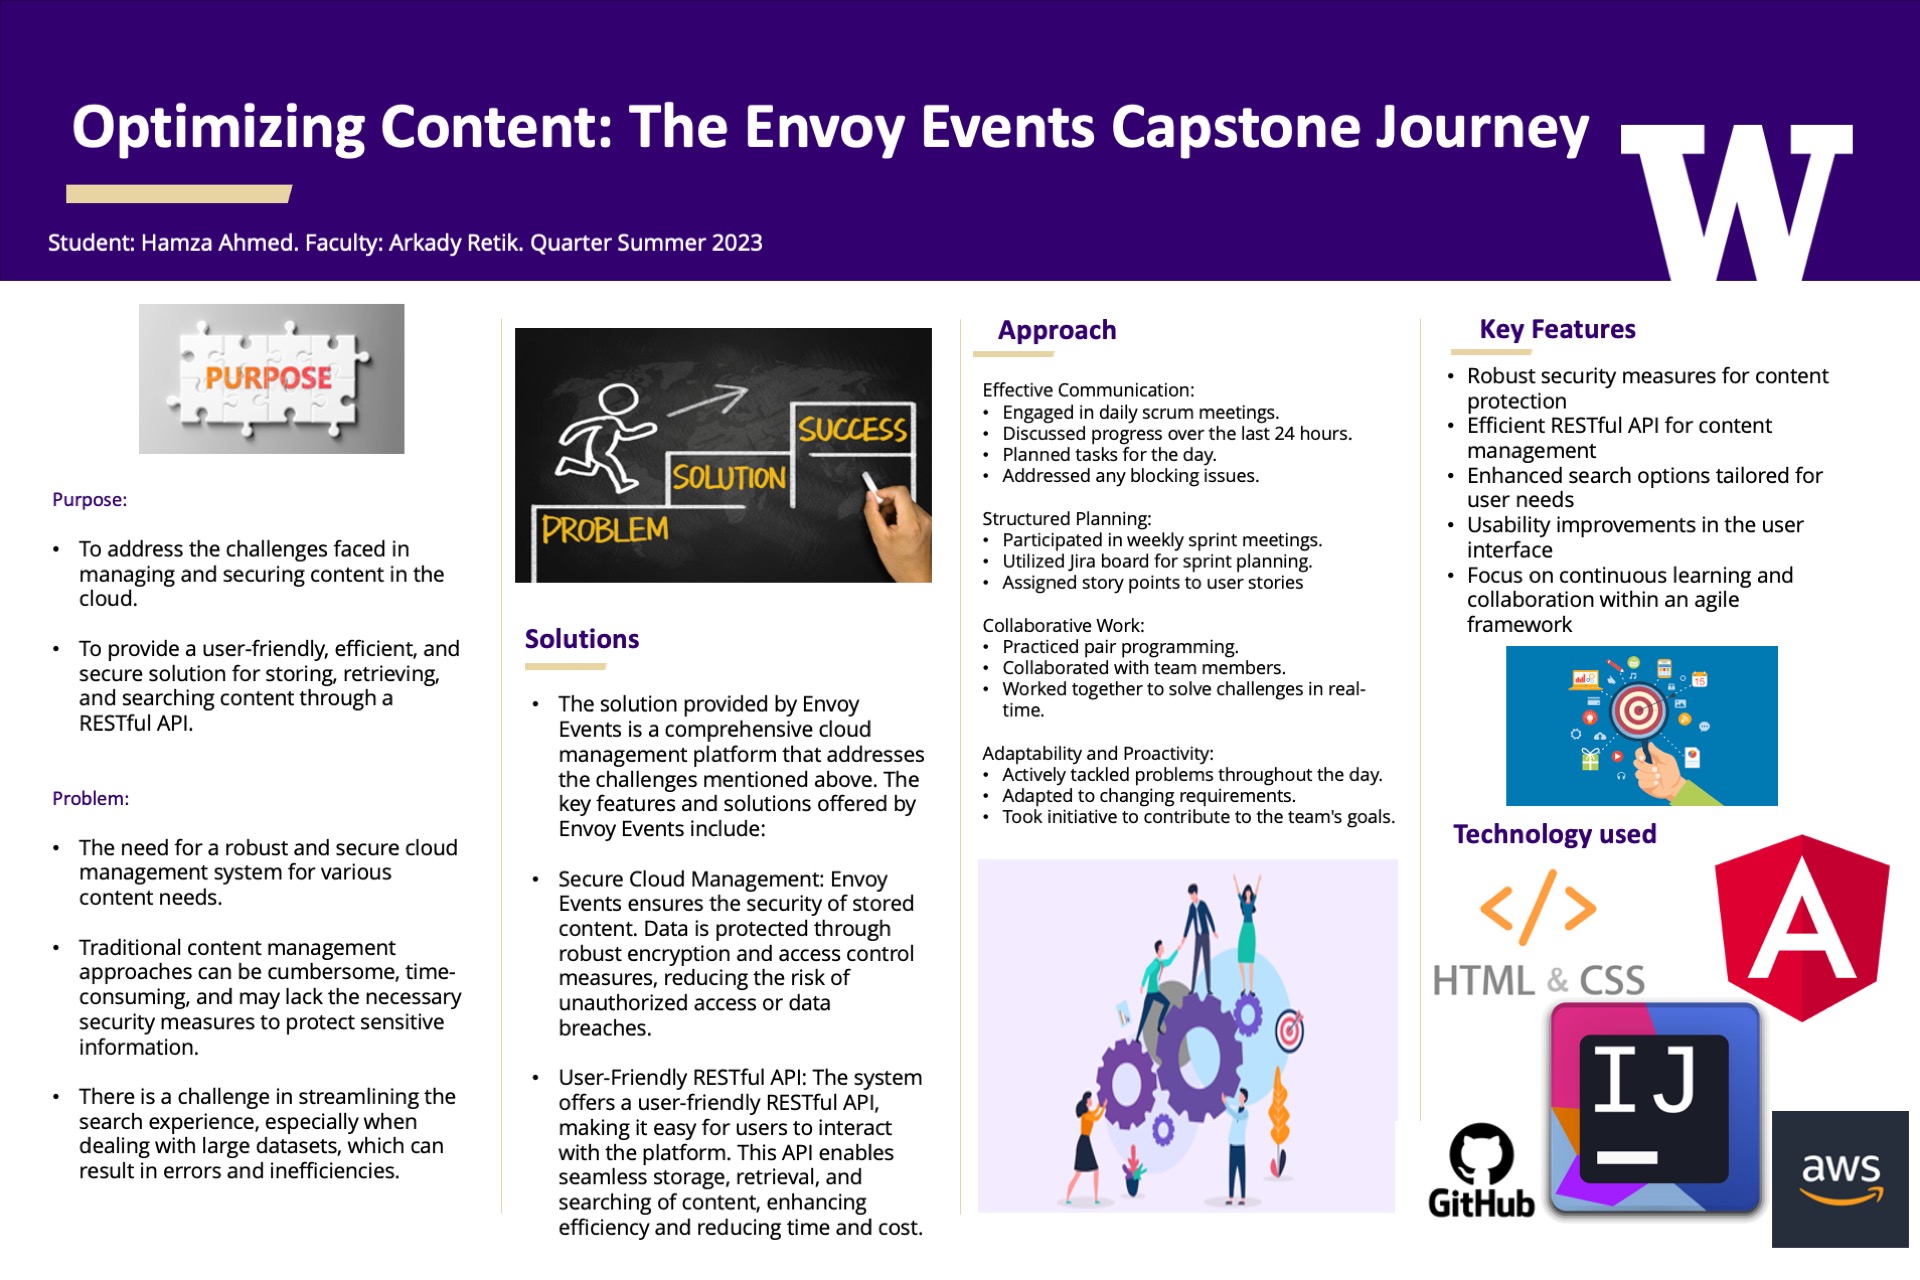 Optimizing Content: The Envoy Events Capstone Journey
W
Student: Hamza Ahmed. Faculty: Arkady Retik. Quarter Summer 2023
PURPOSE
Purpose:
• To address the challenges faced in
managing and securing content in the
cloud.
• To provide a user-friendly, efficient, and
secure solution for storing, retrieving,
and searching content through a
RESTful API.
Problem:
• The need for a robust and secure cloud
management system for various
content needs.
• Traditional content management
approaches can be cumbersome, time-
consuming, and may lack the necessary
security measures to protect sensitive
information.
• There is a challenge in streamlining the
search experience, especially when
dealing with large datasets, which can
result in errors and inefficiencies.
SUCCESS
SOLUTION
PROBLEM
Solutions
• The solution provided by Envoy
Events is a comprehensive cloud
management platform that addresses
the challenges mentioned above. The
key features and solutions offered by
Envoy Events include:
• Secure Cloud Management: Envoy
Events ensures the security of stored
content. Data is protected through
robust encryption and access control
measures, reducing the risk of
unauthorized access or data
breaches.
• User-Friendly RESTful API: The system
offers a user-friendly RESTful API,
making it easy for users to interact
with the platform. This API enables
seamless storage, retrieval, and
searching of content, enhancing
efficiency and reducing time and cost.
Approach
Effective Communication:
• Engaged in daily scrum meetings.
• Discussed progress over the last 24 hours.
• Planned tasks for the day.
• Addressed any blocking issues.
Structured Planning:
• Participated in weekly sprint meetings.
• Utilized Jira board for sprint planning.
• Assigned story points to user stories
Collaborative Work:
• Practiced pair programming.
• Collaborated with team members.
• Worked together to solve challenges in real-
time.
Adaptability and Proactivity:
• Actively tackled problems throughout the day.
• Adapted to changing requirements.
• Took initiative to contribute to the team's goals.
Key Features
• Robust security measures for content
protection
• Efficient RESTful API for content
management
• Enhanced search options tailored for
user needs
• Usability improvements in the user
interface
• Focus on continuous learning and
collaboration within an agile
framework
15
Technology used
</>
HTML & CSS
A
IJ
GitHub
aws